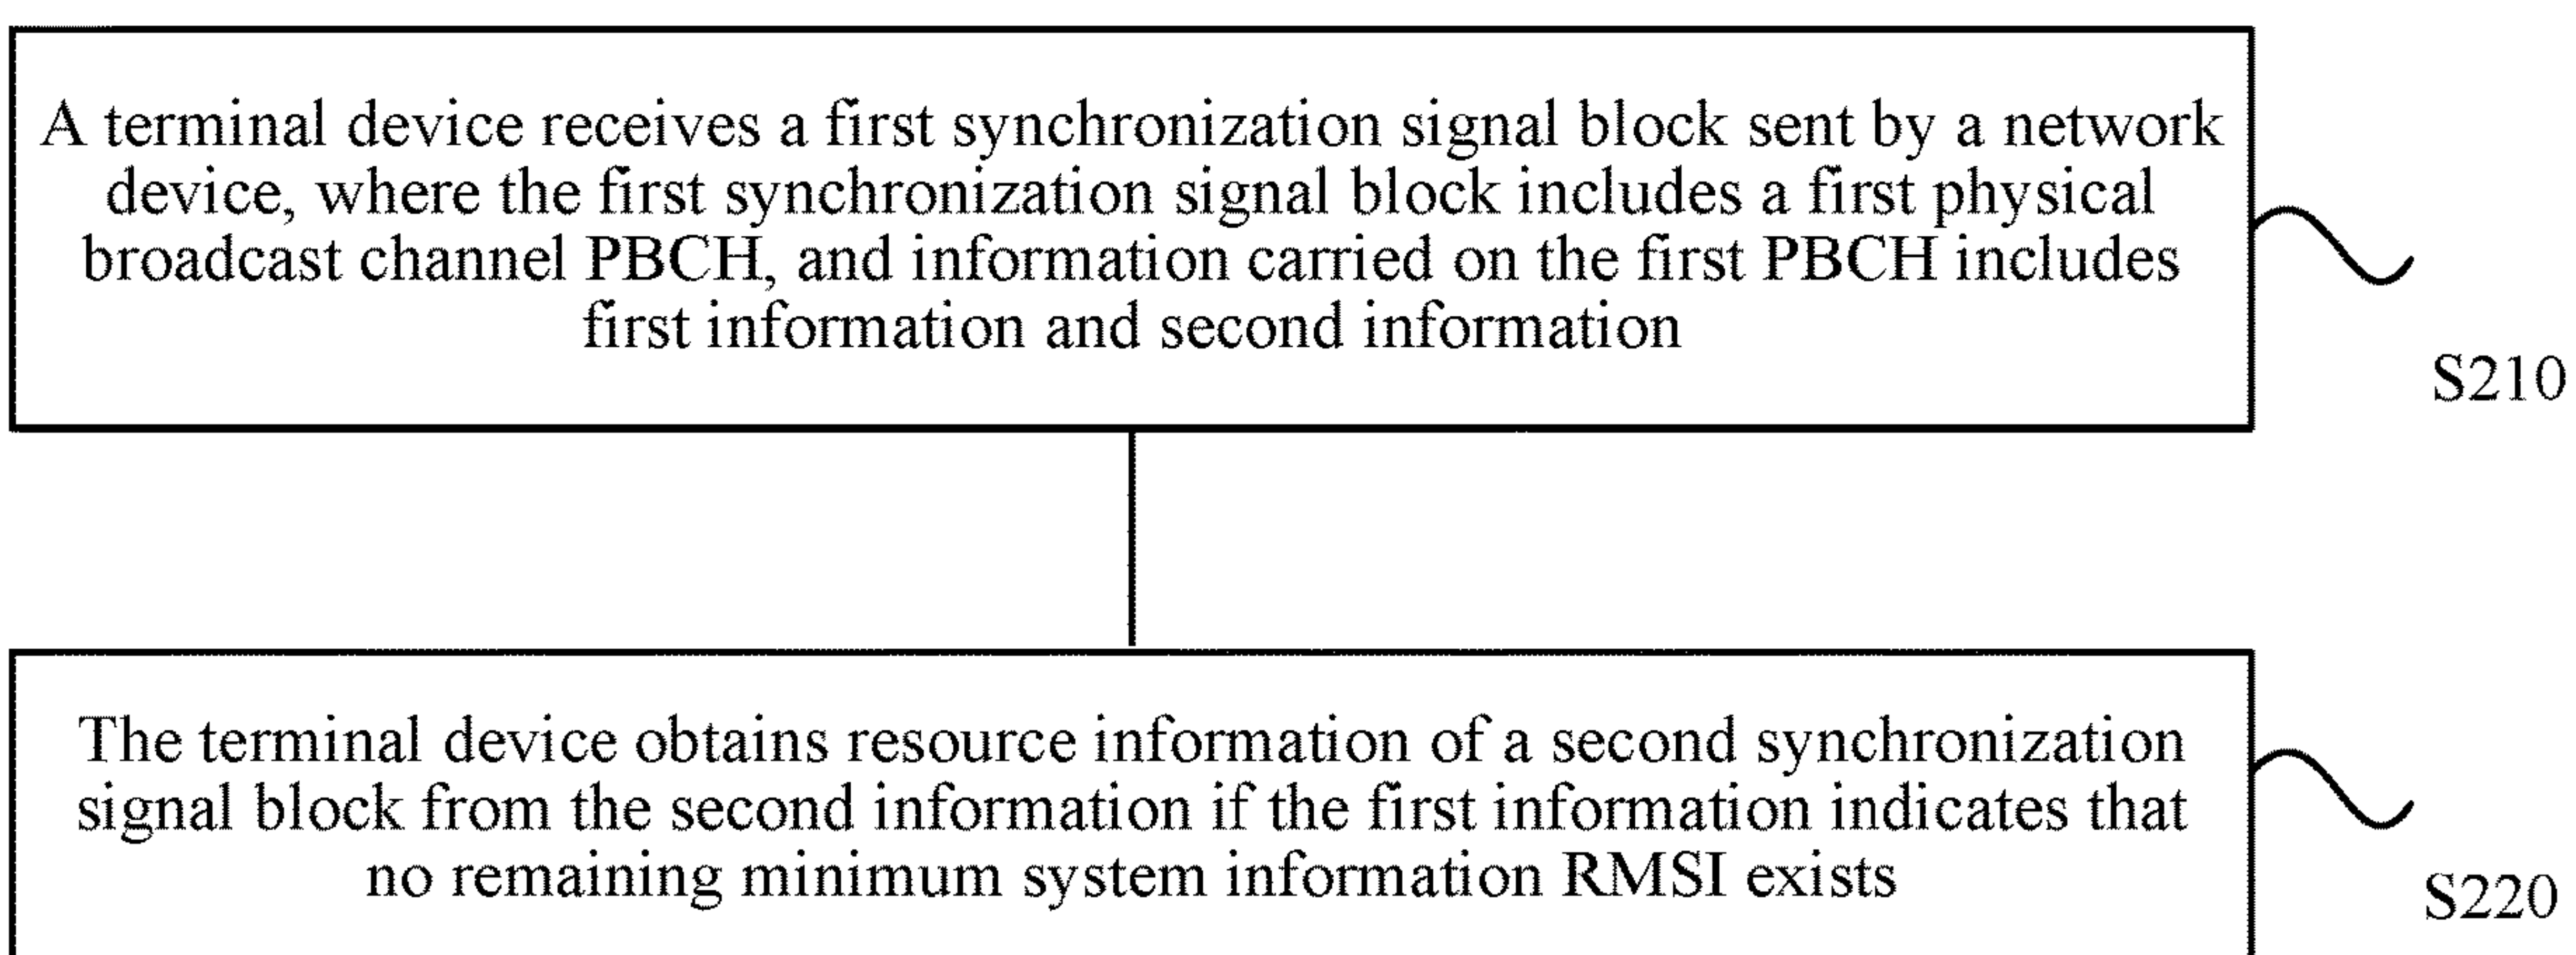 A terminal device receives a first synchronization signal block sent by a network
device, where the first synchronization signal block includes a first physical
broadcast channel PBCH, and information carried on the first PBCH includes
first information and second information
S210
The terminal device obtains resource information of a second synchronization
signal block from the second information if the first information indicates that
no remaining minimum system information RMSI exists
S220